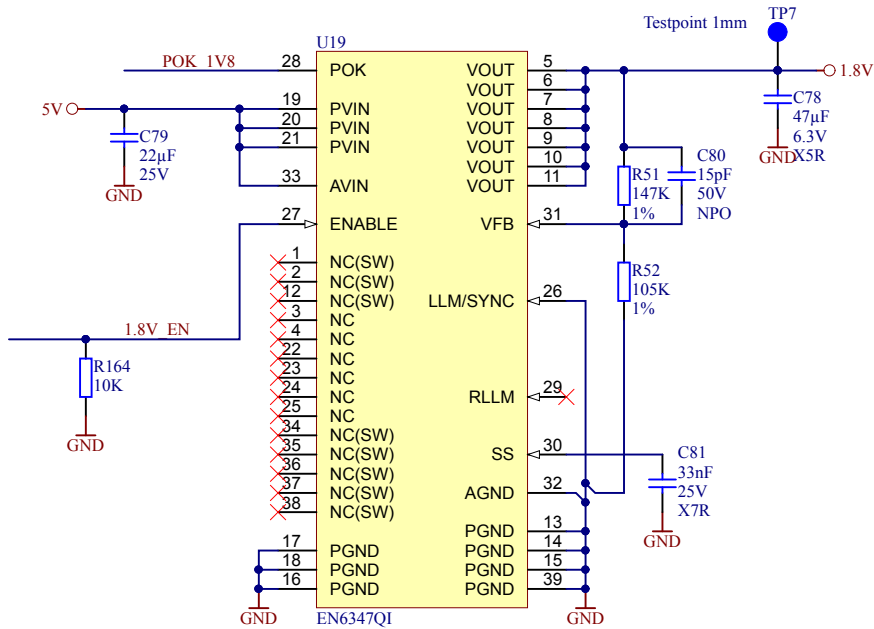 Testpoint 1mm
TP7
U19
POK_1V8
28
POK
VOUT
5
1.8V
VOUT
6
5V
19
PVIN
VOUT
7
20
PVIN
VOUT
8
21
PVIN
VOUT
9
VOUT
10
33
AVIN
VOUT
11
C79
22µF
25V
GND
C78
47µF
6.3V
X5R
GND
R51
147K
1%
C80
15pF
50V
NPO
27
ENABLE
VFB
31
1
NC(SW)
2
NC(SW)
12
NC(SW)
LLM/SYNC
26
R52
105K
1%
3
NC
1.8V_EN
4
NC
22
NC
R164
10K
GND
23
NC
24
NC
RLLM
29
25
NC
34
NC(SW)
35
NC(SW)
SS
30
C81
33nF
25V
X7R
GND
36
NC(SW)
37
NC(SW)
AGND
32
38
NC(SW)
PGND
13
17
PGND
PGND
14
18
PGND
PGND
15
16
PGND
PGND
39
GND
EN6347QI
GND